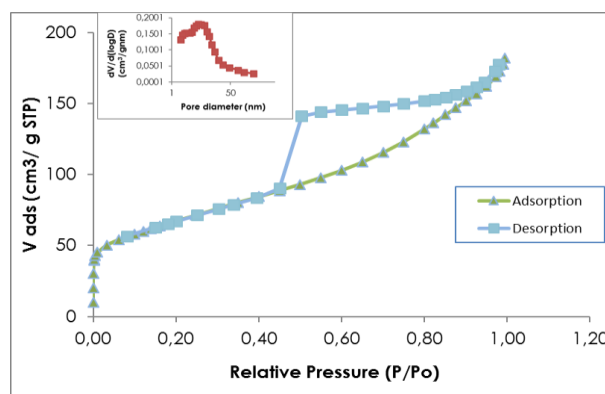 0,2001
0,1501
0,1001
0,0501
0,0001
dV/d(logD)
(cm³/gnm)
1
50
Pore diameter (nm)
200
150
100
50
0
V ads (cm3/ g STP)
0,00
0,20
0,40
0,60
0,80
1,00
1,20
Relative Pressure (P/Po)
Adsorption
Desorption